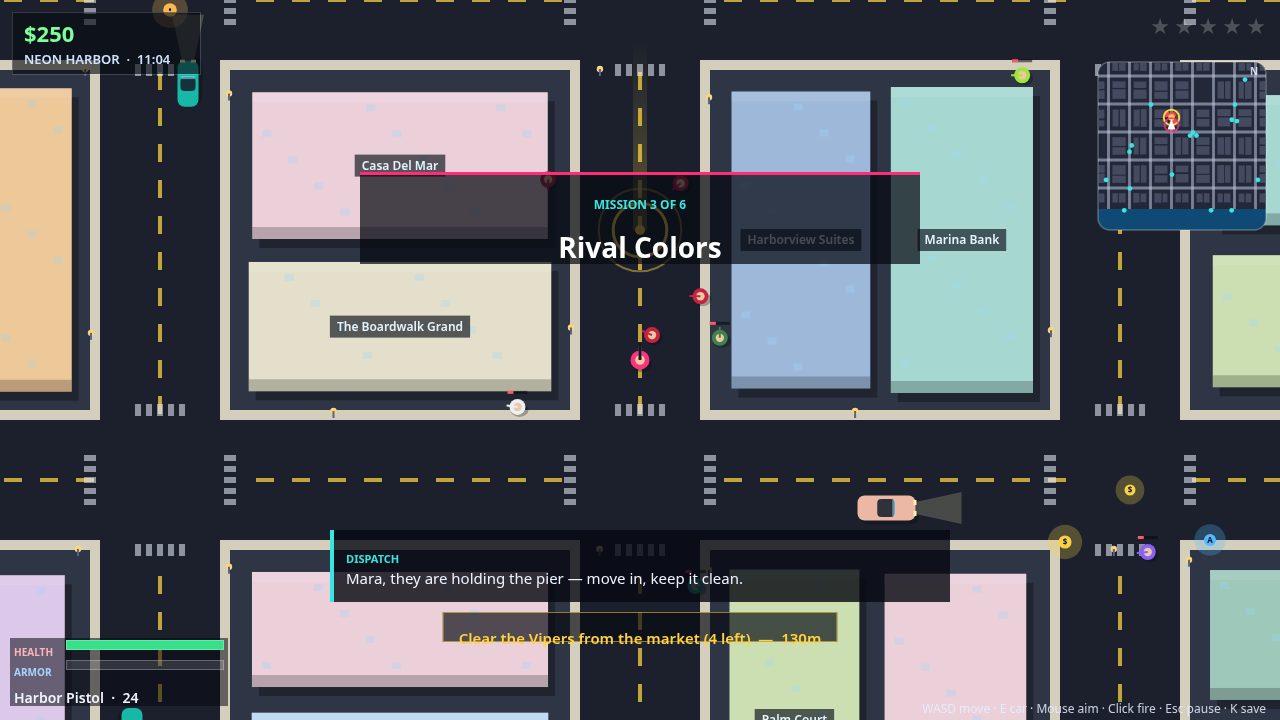 $250
NEON HARBOR · 11:04
N
Casa Del Mar
MISSION 3 OF 6
Rival Colors
Harborview Suites
Marina Bank
The Boardwalk Grand
$
$
A
DISPATCH
Mara, they are holding the pier — move in, keep it clean.
Clear the Vipers from the market (4 left) — 130m
HEALTH
ARMOR
Harbor Pistol · 24
Palm Court
WASD move · E car · Mouse aim · Click fire · Esc pause · K save